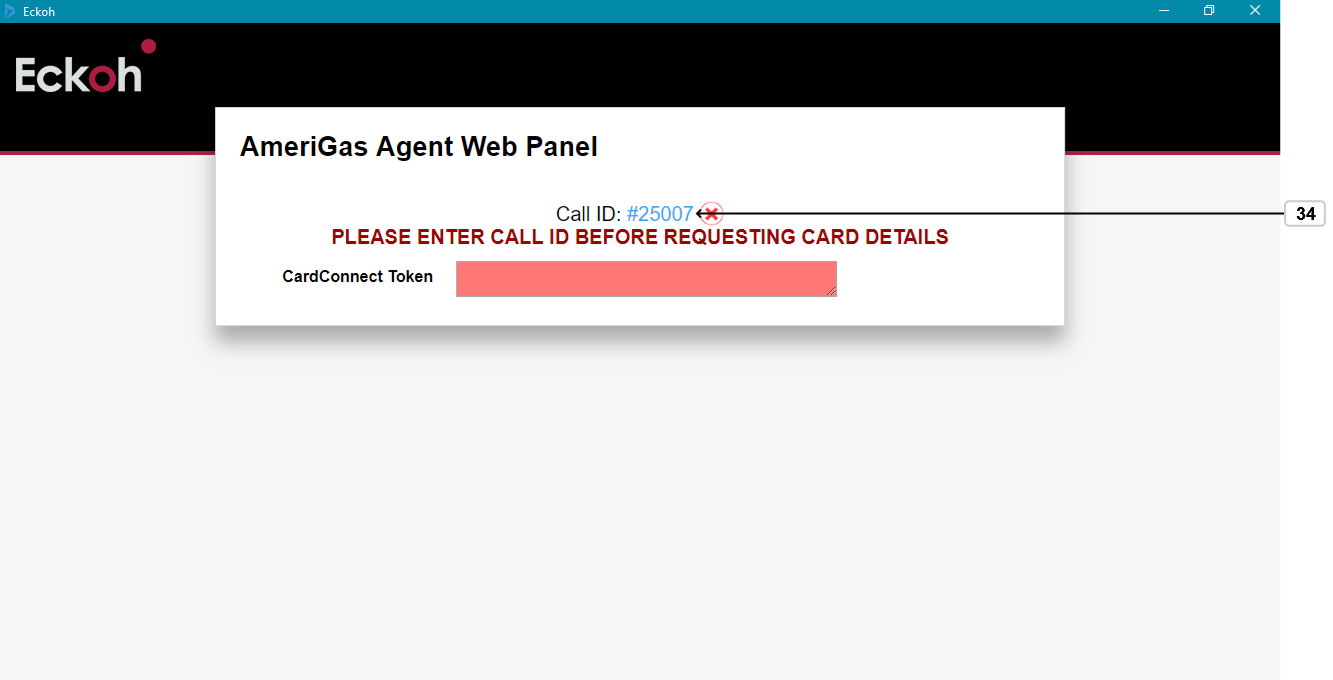 Eckoh
Eckoh
AmeriGas Agent Web Panel
Call ID: #25007
34
PLEASE ENTER CALL ID BEFORE REQUESTING CARD DETAILS
CardConnect Token